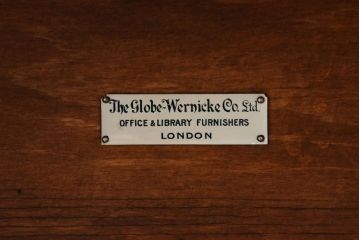 The Globe-Wernicke Co. Ltd.
OFFICE & LIBRARY FURNISHERS
LONDON